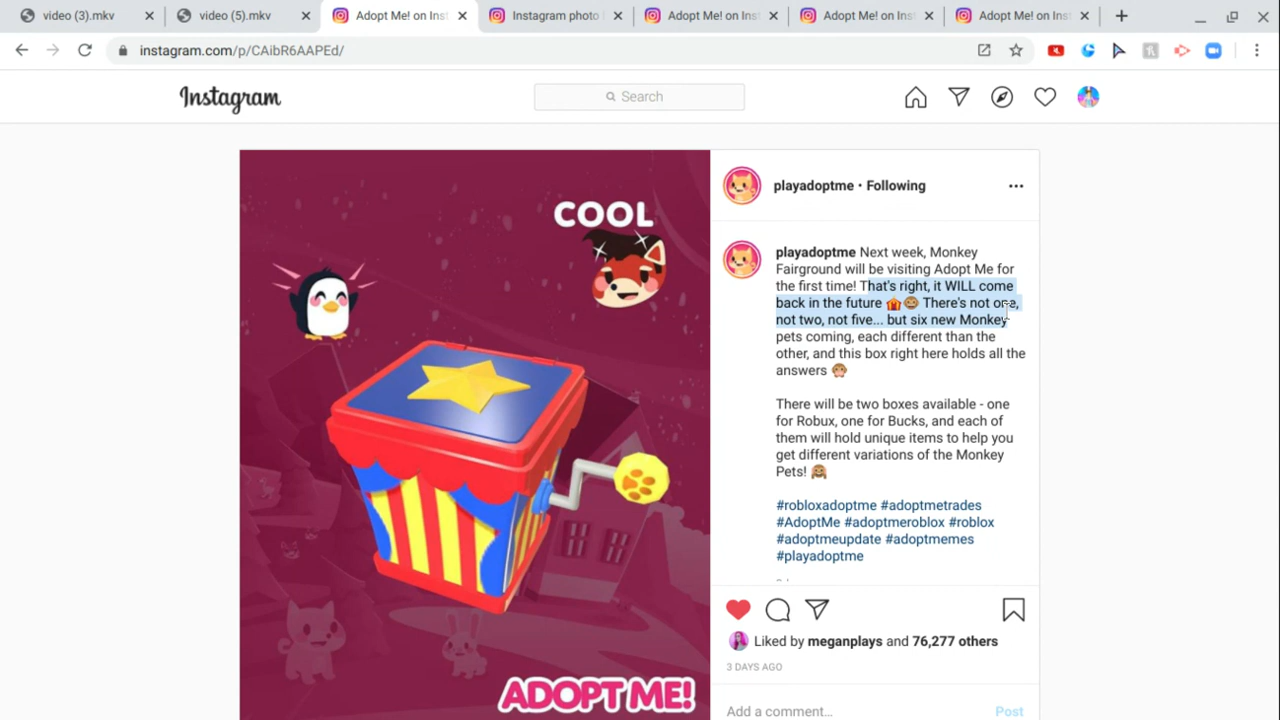 video (3).mkv
video (5).mkv
Adopt Me! on Inst
Instagram photo
Adopt Me! on Inst
Adopt Me! on Inst
Adopt Me! on Inst
instagram.com/p/CAibR6AAPEd/
Instagram
Search
COOL
ADOPT ME!
playadoptme • Following
playadoptme Next week, Monkey
Fairground will be visiting Adopt Me for
the first time! That's right, it WILL come
back in the future 🎪🐵 There's not one,
not two, not five... but six new Monkey
pets coming, each different than the
other, and this box right here holds all the
answers 🙊
There will be two boxes available - one
for Robux, one for Bucks, and each of
them will hold unique items to help you
get different variations of the Monkey
Pets! 🙈
#robloxadoptme #adoptmetrades
#AdoptMe #adoptmeroblox #roblox
#adoptmeupdate #adoptmemes
#playadoptme
Liked by meganplays and 76,277 others
3 DAYS AGO
Add a comment...
Post